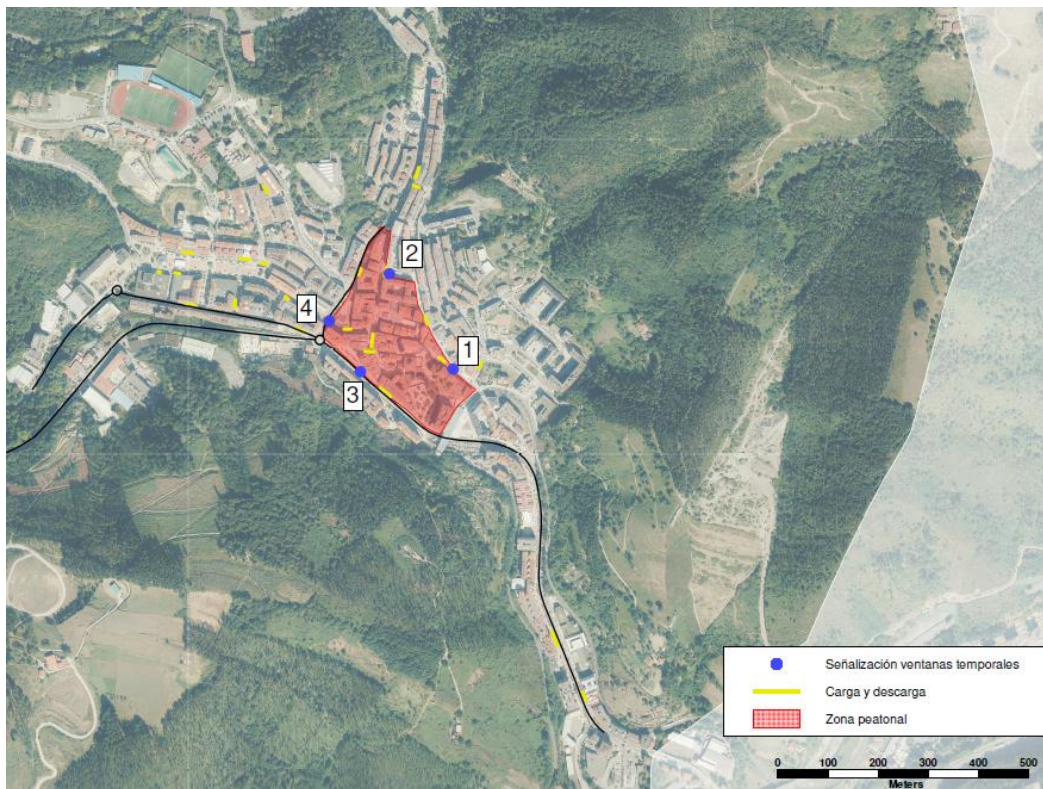 2
4
1
3
Señalización ventanas temporales
Carga y descarga
Zona peatonal
0 100 200 300 400 500
Meters